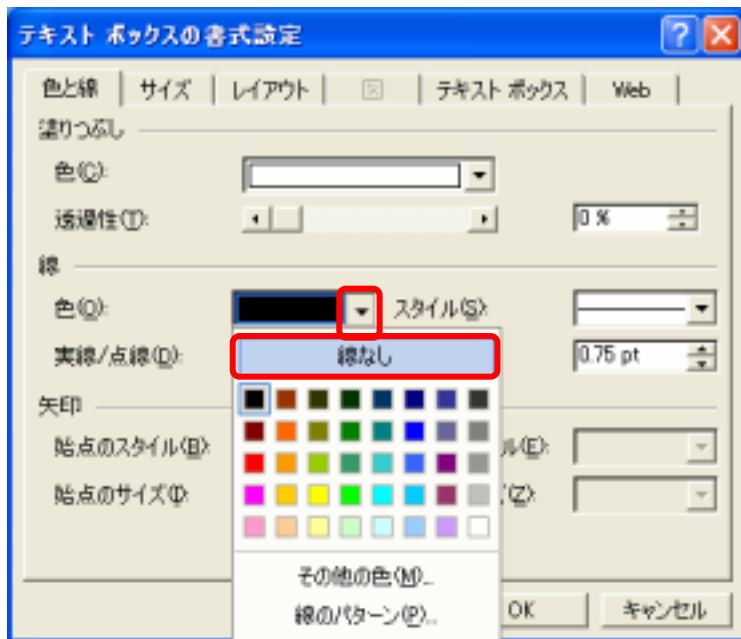 テキスト ボックスの書式設定
色と線 サイズ レイアウト 図 テキスト ボックス Web
塗りつぶし
色(C):
透過性(T): 0 %
線
色(O): スタイル(S):
実線/点線(D): 線なし 0.75 pt
矢印
始点のスタイル(B): ル(E):
始点のサイズ(I): ズ(Z):
その他の色(M)...
線のパターン(P)...
OK キャンセル